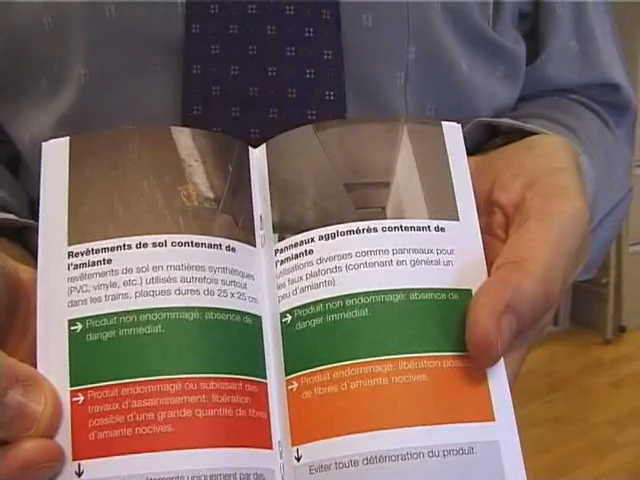 Revêtements de sol contenant de
l'amiante
revêtements de sol en matières synthétiques
(PVC, vinyle, etc.) utilisés autrefois surtout
dans les trains, plaques dures de 25 x 25 cm
Produit non endommagé: absence de
danger immédiat.
Produit endommagé ou subissant des
travaux d'assainissement: libération
possible d'une grande quantité de fibres
d'amiante nocives.
uniquement par des
Panneaux agglomérés contenant de
l'amiante
utilisations diverses comme panneaux pour
les faux plafonds (contenant en général un
peu d'amiante)
Produit non endommagé: absence de
danger immédiat.
Produit endommagé: libération
de fibres d'amiante nocives.
Eviter toute détérioration du produit.